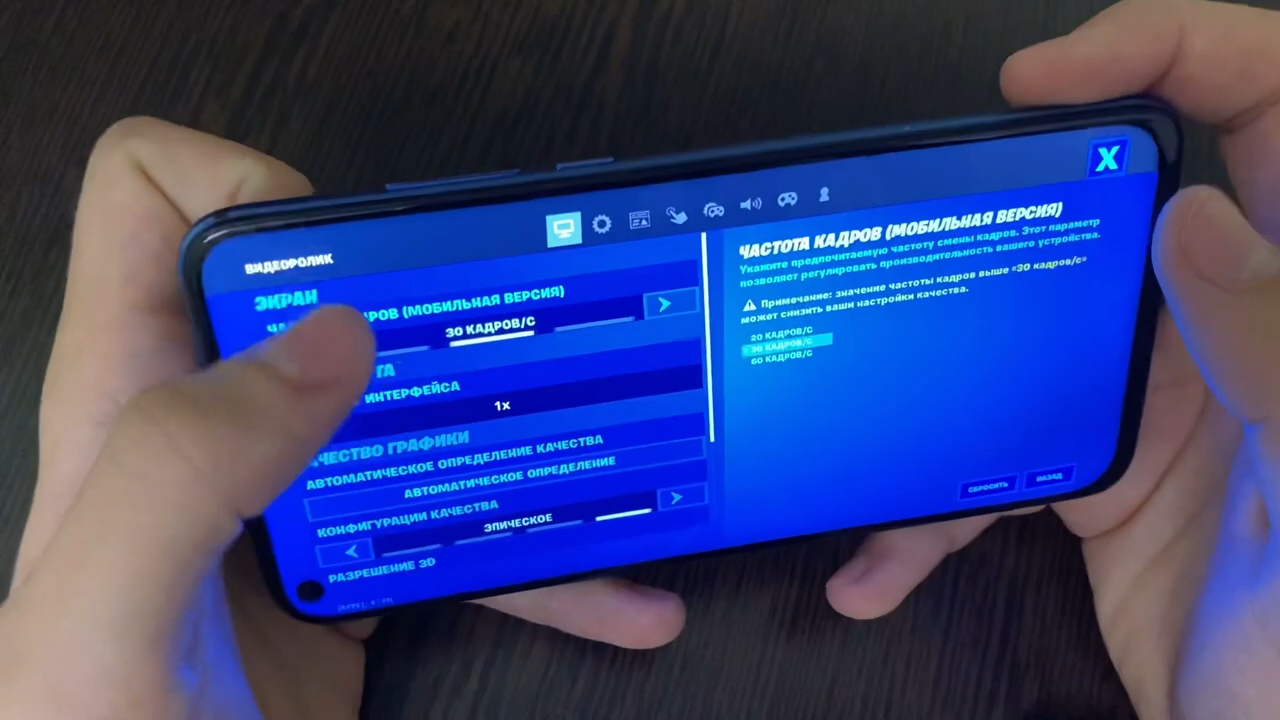 ВИДЕОРОЛИК
X
ЭКРАН
КАДРОВ (МОБИЛЬНАЯ ВЕРСИЯ)
30 КАДРОВ/С
ИНТЕРФЕЙСА
1x
КАЧЕСТВО ГРАФИКИ
АВТОМАТИЧЕСКОЕ ОПРЕДЕЛЕНИЕ КАЧЕСТВА
АВТОМАТИЧЕСКОЕ ОПРЕДЕЛЕНИЕ
КОНФИГУРАЦИИ КАЧЕСТВА
ЭПИЧЕСКОЕ
РАЗРЕШЕНИЕ 3D
ЧАСТОТА КАДРОВ (МОБИЛЬНАЯ ВЕРСИЯ)
Укажите предпочитаемую частоту смены кадров. Этот параметр
позволяет регулировать производительность вашего устройства.
Примечание: значение частоты кадров выше «30 кадров/с»
может снизить ваши настройки качества.
20 КАДРОВ/С
30 КАДРОВ/С
60 КАДРОВ/С
СБРОСИТЬ
НАЗАД